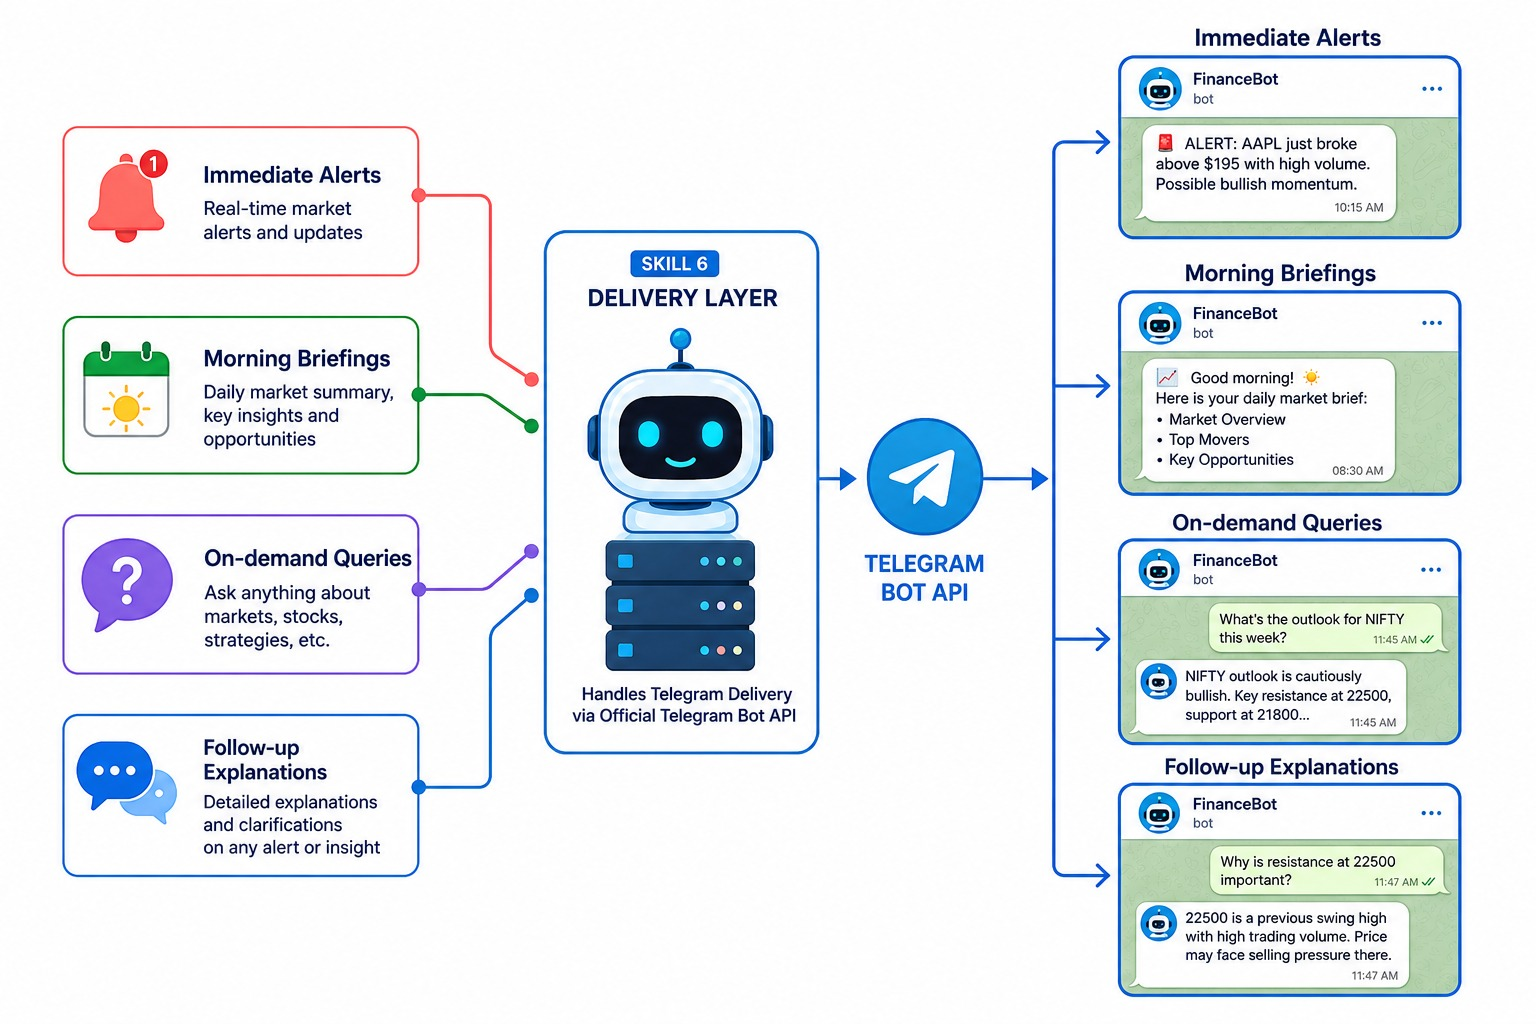 1
Immediate Alerts
Real-time market
alerts and updates
Morning Briefings
Daily market summary,
key insights and
opportunities
On-demand Queries
Ask anything about
markets, stocks,
strategies, etc.
Follow-up
Explanations
Detailed explanations
and clarifications
on any alert or insight
SKILL 6
DELIVERY LAYER
Handles Telegram Delivery
via Official Telegram Bot API
TELEGRAM
BOT API
Immediate Alerts
FinanceBot
bot
🚨 ALERT: AAPL just broke
above $195 with high volume.
Possible bullish momentum.
10:15 AM
Morning Briefings
FinanceBot
bot
📈 Good morning! ☀️
Here is your daily market brief:
• Market Overview
• Top Movers
• Key Opportunities
08:30 AM
On-demand Queries
FinanceBot
bot
What's the outlook for NIFTY
this week?
11:45 AM
NIFTY outlook is cautiously
bullish. Key resistance at 22500,
support at 21800...
11:45 AM
Follow-up Explanations
FinanceBot
bot
Why is resistance at 22500
important?
11:47 AM
22500 is a previous swing high
with high trading volume. Price
may face selling pressure there.
11:47 AM